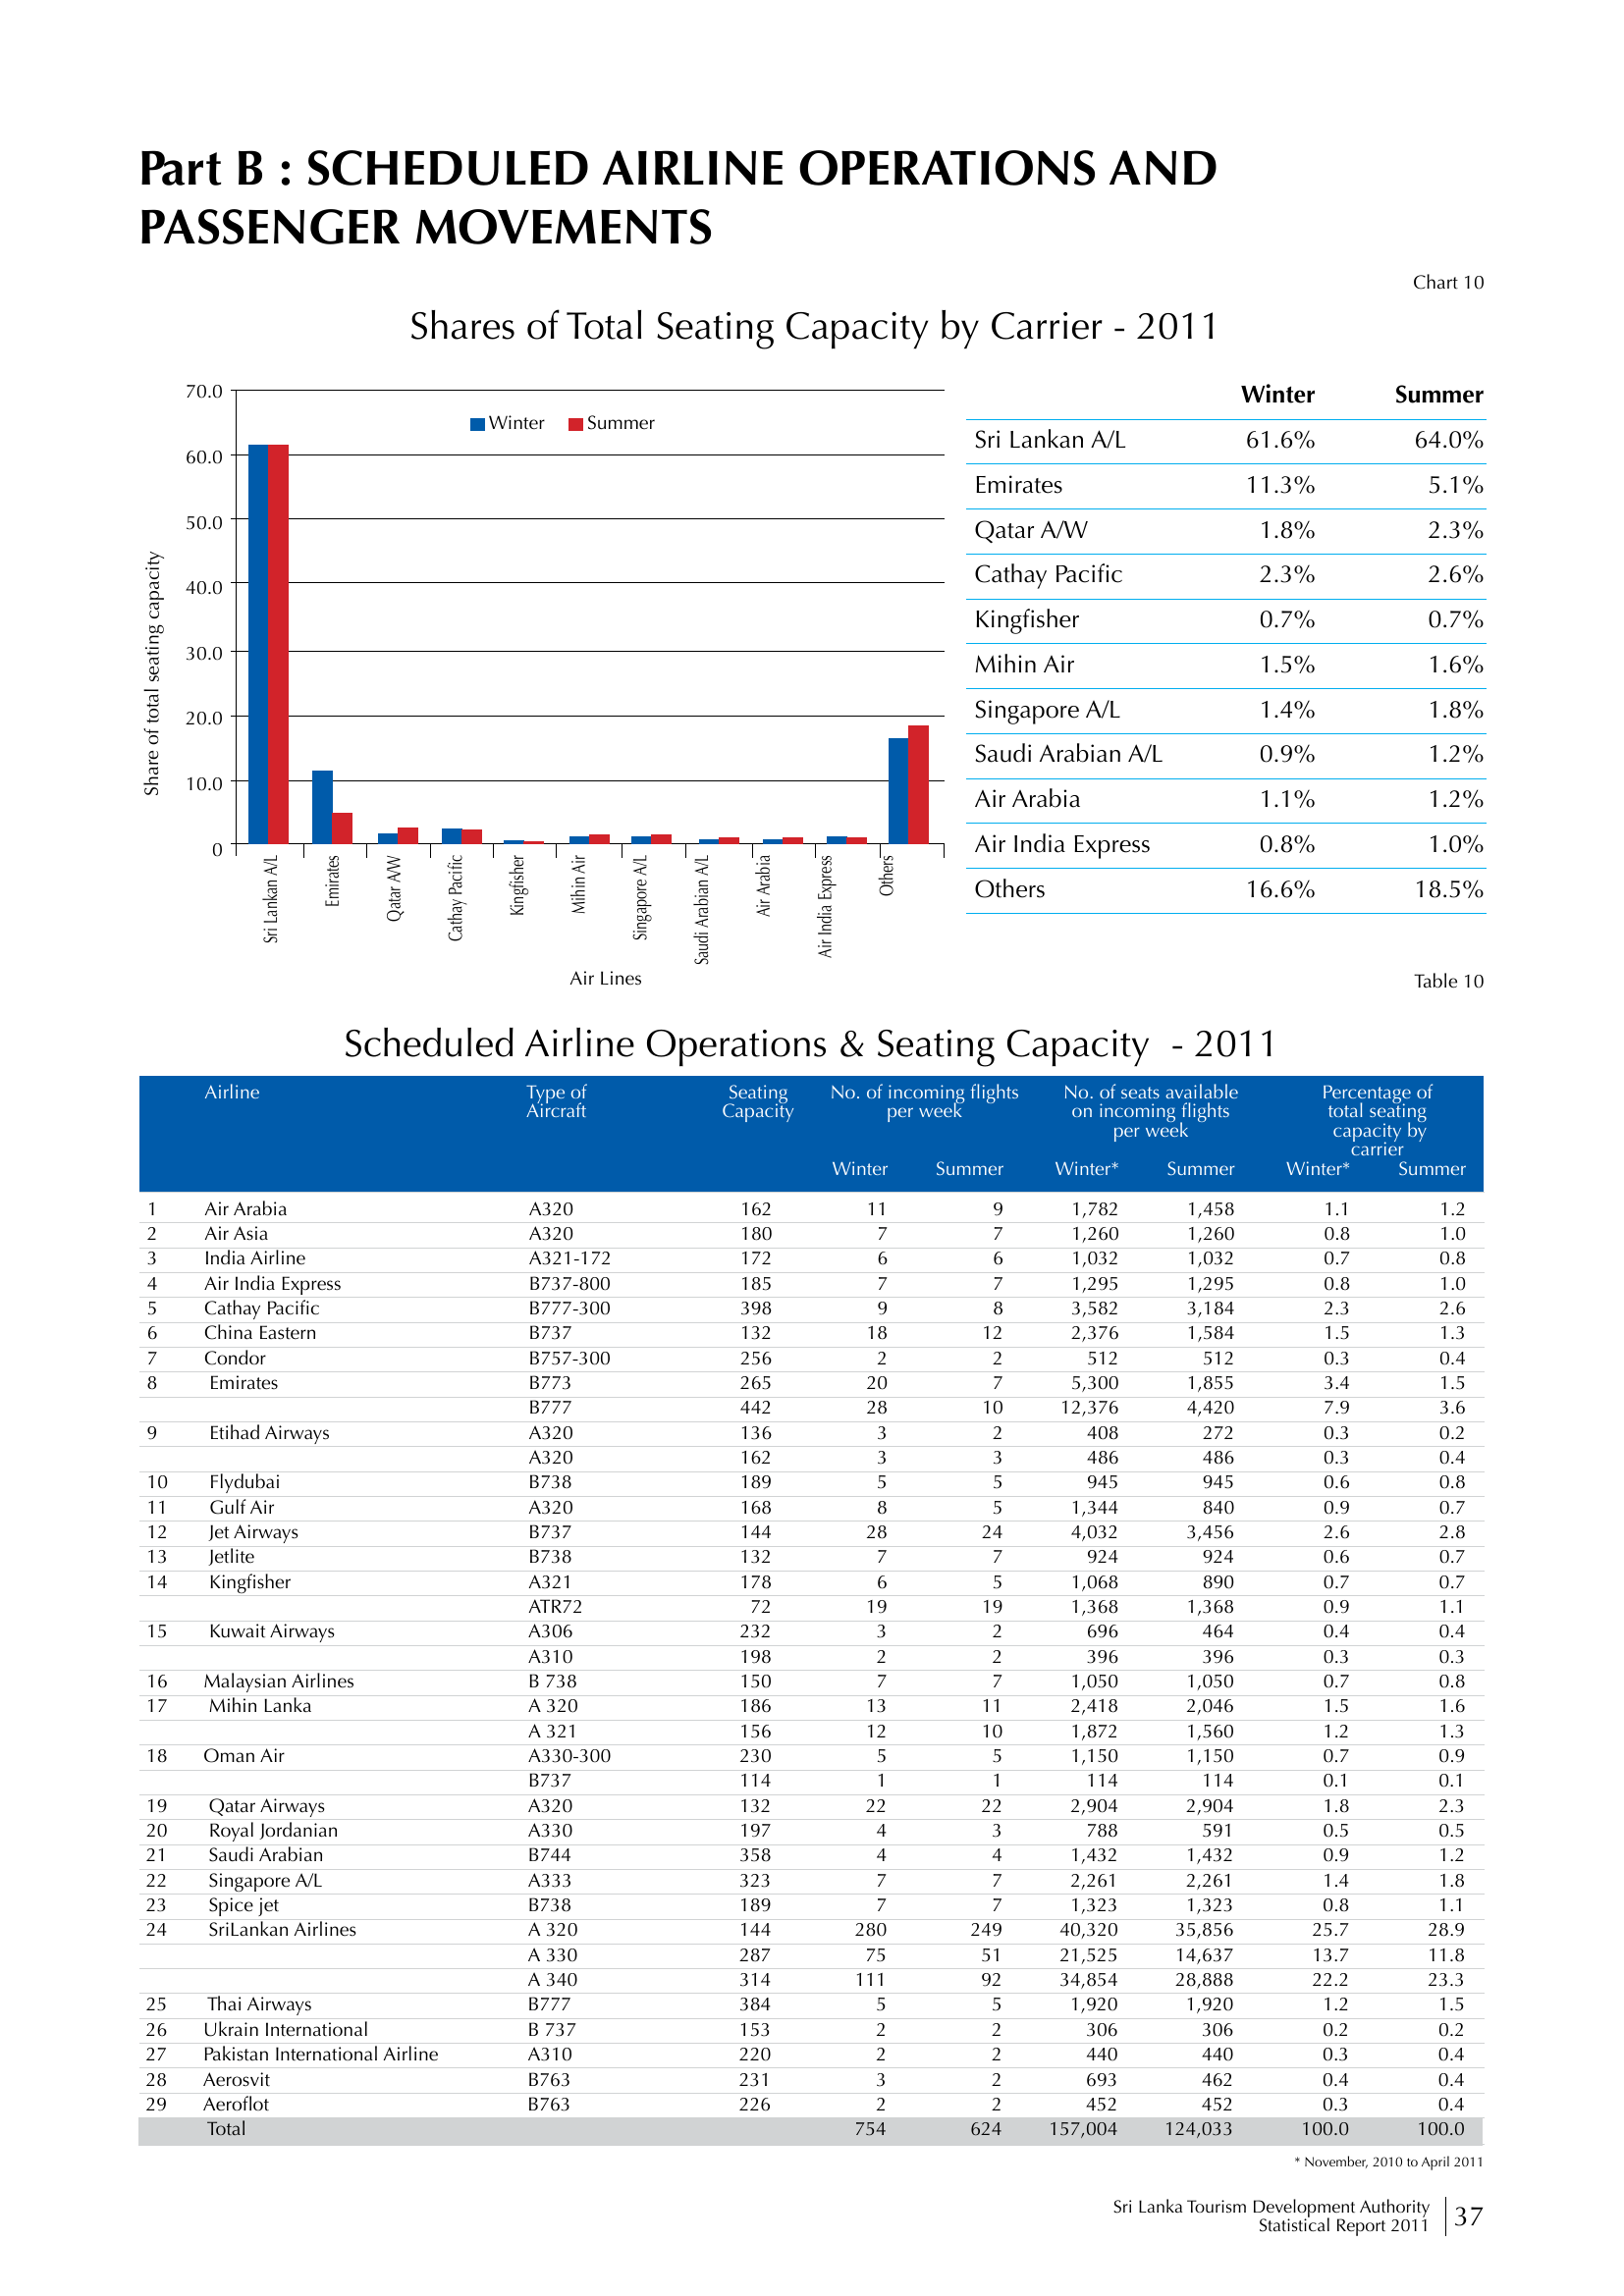 Part B : SCHEDULED AIRLINE OPERATIONS AND
PASSENGER MOVEMENTS
Chart 10
Shares of Total Seating Capacity by Carrier - 2011
Share of total seating capacity
70.0
60.0
50.0
40.0
30.0
20.0
10.0
0
Winter Summer
Sri Lankan A/L
Emirates
Qatar A/W
Cathay Pacific
Kingfisher
Mihin Air
Singapore A/L
Saudi Arabian A/L
Air Arabia
Air India Express
Others
Air Lines
Winter Summer
Sri Lankan A/L 61.6% 64.0%
Emirates 11.3% 5.1%
Qatar A/W 1.8% 2.3%
Cathay Pacific 2.3% 2.6%
Kingfisher 0.7% 0.7%
Mihin Air 1.5% 1.6%
Singapore A/L 1.4% 1.8%
Saudi Arabian A/L 0.9% 1.2%
Air Arabia 1.1% 1.2%
Air India Express 0.8% 1.0%
Others 16.6% 18.5%
Table 10
Scheduled Airline Operations & Seating Capacity - 2011
Airline Type of Seating No. of incoming flights No. of seats available Percentage of
Aircraft Capacity per week on incoming flights total seating
per week capacity by
carrier
Winter Summer Winter* Summer Winter* Summer
1 Air Arabia A320 162 11 9 1,782 1,458 1.1 1.2
2 Air Asia A320 180 7 7 1,260 1,260 0.8 1.0
3 India Airline A321-172 172 6 6 1,032 1,032 0.7 0.8
4 Air India Express B737-800 185 7 7 1,295 1,295 0.8 1.0
5 Cathay Pacific B777-300 398 9 8 3,582 3,184 2.3 2.6
6 China Eastern B737 132 18 12 2,376 1,584 1.5 1.3
7 Condor B757-300 256 2 2 512 512 0.3 0.4
8 Emirates B773 265 20 7 5,300 1,855 3.4 1.5
B777 442 28 10 12,376 4,420 7.9 3.6
9 Etihad Airways A320 136 3 2 408 272 0.3 0.2
A320 162 3 3 486 486 0.3 0.4
10 Flydubai B738 189 5 5 945 945 0.6 0.8
11 Gulf Air A320 168 8 5 1,344 840 0.9 0.7
12 Jet Airways B737 144 28 24 4,032 3,456 2.6 2.8
13 Jetlite B738 132 7 7 924 924 0.6 0.7
14 Kingfisher A321 178 6 5 1,068 890 0.7 0.7
ATR72 72 19 19 1,368 1,368 0.9 1.1
15 Kuwait Airways A306 232 3 2 696 464 0.4 0.4
A310 198 2 2 396 396 0.3 0.3
16 Malaysian Airlines B 738 150 7 7 1,050 1,050 0.7 0.8
17 Mihin Lanka A 320 186 13 11 2,418 2,046 1.5 1.6
A 321 156 12 10 1,872 1,560 1.2 1.3
18 Oman Air A330-300 230 5 5 1,150 1,150 0.7 0.9
B737 114 1 1 114 114 0.1 0.1
19 Qatar Airways A320 132 22 22 2,904 2,904 1.8 2.3
20 Royal Jordanian A330 197 4 3 788 591 0.5 0.5
21 Saudi Arabian B744 358 4 4 1,432 1,432 0.9 1.2
22 Singapore A/L A333 323 7 7 2,261 2,261 1.4 1.8
23 Spice jet B738 189 7 7 1,323 1,323 0.8 1.1
24 SriLankan Airlines A 320 144 280 249 40,320 35,856 25.7 28.9
A 330 287 75 51 21,525 14,637 13.7 11.8
A 340 314 111 92 34,854 28,888 22.2 23.3
25 Thai Airways B777 384 5 5 1,920 1,920 1.2 1.5
26 Ukrain International B 737 153 2 2 306 306 0.2 0.2
27 Pakistan International Airline A310 220 2 2 440 440 0.3 0.4
28 Aerosvit B763 231 3 2 693 462 0.4 0.4
29 Aeroflot B763 226 2 2 452 452 0.3 0.4
Total 754 624 157,004 124,033 100.0 100.0
* November, 2010 to April 2011
Sri Lanka Tourism Development Authority
Statistical Report 2011 37